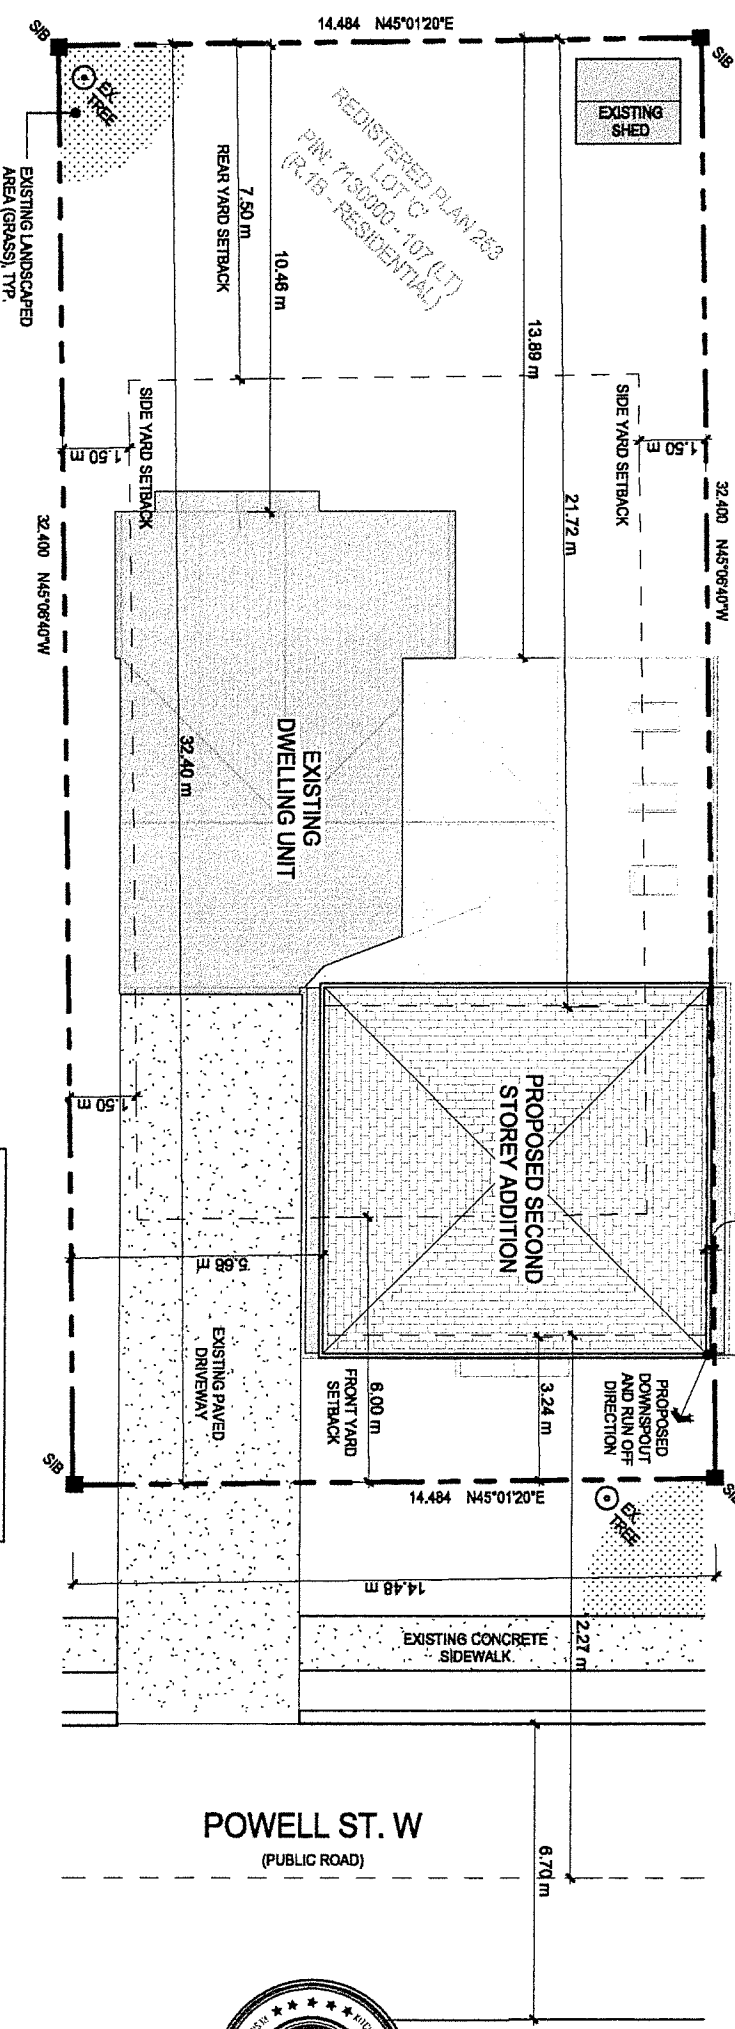 14.484 N45°01'20"E
SIB
SIB
EX.
TREE
EXISTING LANDSCAPED
AREA (GRASS), TYP.
EXISTING
SHED
REDISTERED PLAN 253
LOT 'C'
PIN: 7130000 - 107 (LT)
(R.1B - RESIDENTIAL)
7.50 m
REAR YARD SETBACK
10.46 m
13.89 m
21.72 m
SIDE YARD SETBACK
1.50 m
SIDE YARD SETBACK
1.50 m
32.400 N45°06'40"W
32.400 N45°06'40"W
EXISTING
DWELLING UNIT
32.40 m
PROPOSED SECOND
STOREY ADDITION
1.50 m
5.68 m
EXISTING PAVED
DRIVEWAY
6.00 m
FRONT YARD
SETBACK
3.24 m
PROPOSED
DOWNSPOUT
AND RUN OFF
DIRECTION
SIB
SIB
14.484 N45°01'20"E
EX.
TREE
14.48 m
EXISTING CONCRETE
SIDEWALK
2.27 m
POWELL ST. W
(PUBLIC ROAD)
6.70 m